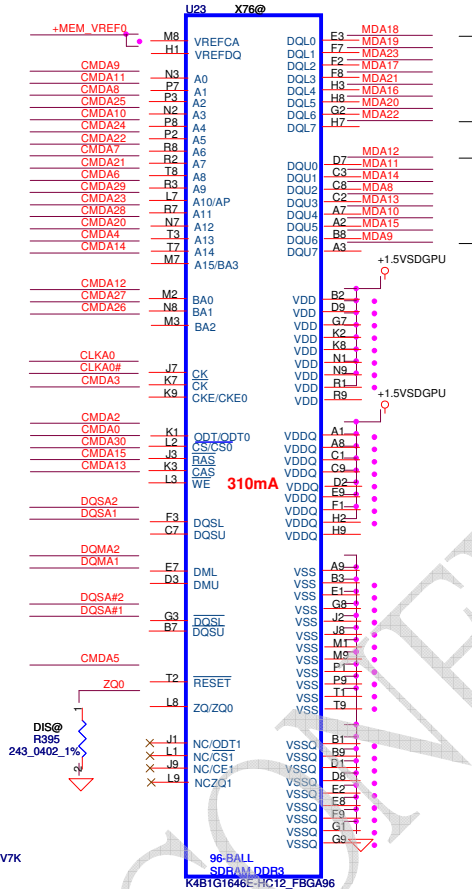 U23 X76@
+MEM_VREF0 M8 VREFCA DQL0 E3 MDA18
H1 VREFDQ DQL1 F7 MDA19
DQL2 F2 MDA23
CMDA9 N3 A0 DQL3 F8 MDA17
CMDA11 P7 A1 DQL4 H3 MDA21
CMDA8 P3 A2 DQL5 H8 MDA16
CMDA25 N2 A3 DQL6 G2 MDA20
CMDA10 P8 A4 DQL7 H7 MDA22
CMDA24 P2 A5
CMDA22 R8 A6
CMDA7 R2 A7 DQU0 D7 MDA12
CMDA21 T8 A8 DQU1 C3 MDA11
CMDA6 R3 A9 DQU2 C8 MDA14
CMDA29 L7 A10/AP DQU3 C2 MDA8
CMDA23 R7 A11 DQU4 A7 MDA13
CMDA28 N7 A12 DQU5 A2 MDA10
CMDA20 T3 A13 DQU6 B8 MDA15
CMDA4 T7 A14 DQU7 A3 MDA9
CMDA14 M7 A15/BA3
+1.5VSDGPU
CMDA12 M2 BA0 VDD B2
CMDA27 N8 BA1 VDD D9
CMDA26 M3 BA2 VDD G7
VDD K2
VDD K8
VDD N1
CLKA0 J7 CK VDD N9
CLKA0# K7 CK VDD R1
CMDA3 K9 CKE/CKE0 VDD R9
+1.5VSDGPU
CMDA2 K1 ODT/ODT0 VDDQ A1
CMDA0 L2 CS/CS0 VDDQ A8
CMDA30 J3 RAS VDDQ C1
CMDA15 K3 CAS VDDQ C9
CMDA13 L3 WE VDDQ D2
310mA
VDDQ E9
VDDQ F1
DQSA2 F3 DQSL VDDQ H2
DQSA1 C7 DQSU VDDQ H9
DQMA2 E7 DML VSS A9
DQMA1 D3 DMU VSS B3
VSS E1
VSS G8
DQSA#2 G3 DQSL VSS J2
DQSA#1 B7 DQSU VSS J8
VSS M1
VSS M9
VSS P1
CMDA5 T2 RESET VSS P9
VSS T1
ZQ0 L8 ZQ/ZQ0 VSS T9
1
DIS@
R395
243_0402_1%
2
J1 NC/ODT1 VSSQ B1
L1 NC/CS1 VSSQ B9
J9 NC/CE1 VSSQ D1
L9 NCZQ1 VSSQ D8
VSSQ E2
VSSQ E8
VSSQ F9
VSSQ G1
VSSQ G9
V7K
96-BALL
SDRAM DDR3
K4B1G1646E-HC12_FBGA96